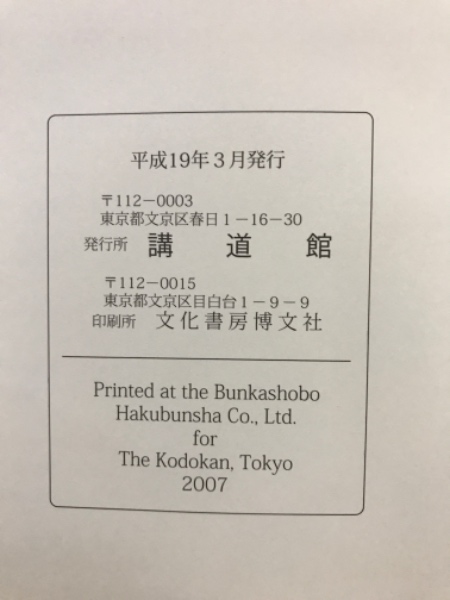 平成19年3月発行
〒112−0003
東京都文京区春日1−16−30
発行所 講道館
〒112−0015
東京都文京区目白台1−9−9
印刷所 文化書房博文社
Printed at the Bunkashobo
Hakubunsha Co., Ltd.
for
The Kodokan, Tokyo
2007